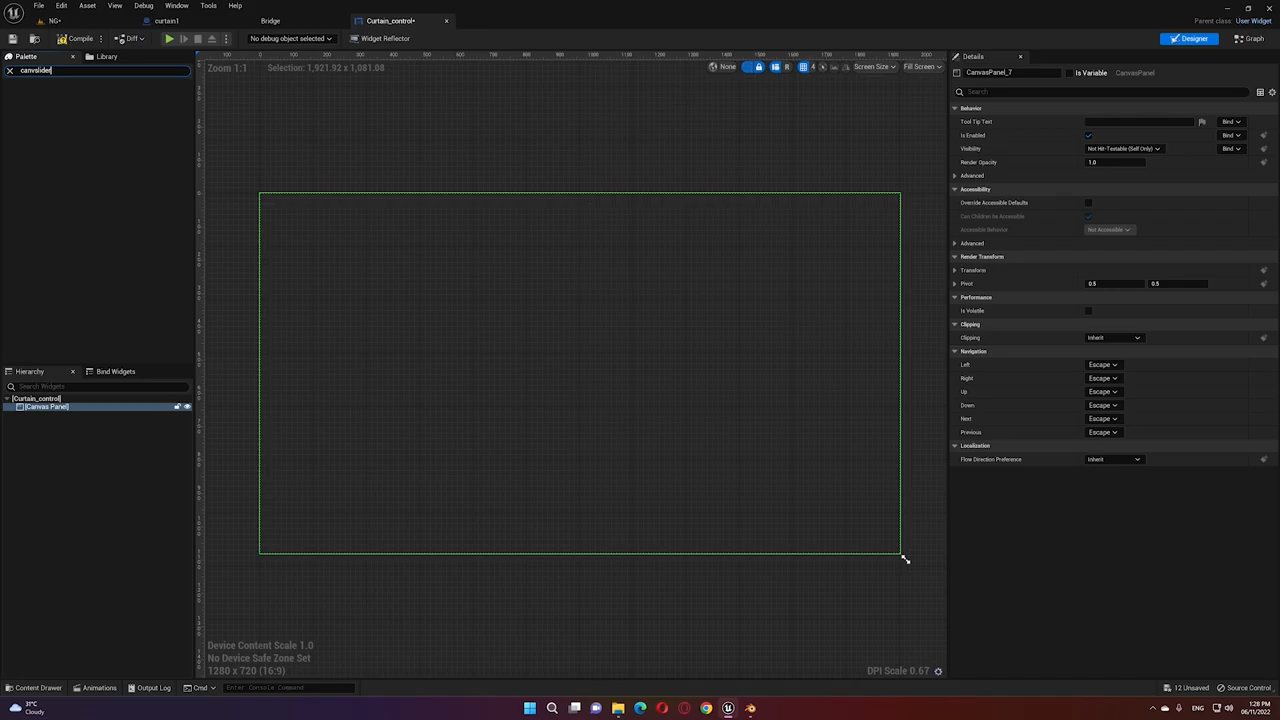 File Edit Asset View Debug Window Tools Help
NG• curtain1 Bridge Curtain_control•
Parent class: User Widget
Compile Diff No debug object selected Widget Reflector
Designer Graph
Palette Library
canvslider
Zoom 1:1 Selection: 1,921.92 x 1,081.08
None R 4 Screen Size Fill Screen
Details
CanvasPanel_7 Is Variable CanvasPanel
Search
Behavior
Tool Tip Text Bind
Is Enabled Bind
Visibility Not Hit-Testable (Self Only) Bind
Render Opacity 1.0
Advanced
Accessibility
Override Accessible Defaults
Can Children be Accessible
Accessible Behavior Not Accessible
Advanced
Render Transform
Transform
Pivot 0.5 0.5
Performance
Is Volatile
Clipping
Clipping Inherit
Navigation
Left Escape
Right Escape
Up Escape
Down Escape
Next Escape
Previous Escape
Localization
Flow Direction Preference Inherit
Hierarchy Bind Widgets
Search Widgets
[Curtain_control]
[Canvas Panel]
Device Content Scale 1.0
No Device Safe Zone Set
1280 x 720 (16:9)
DPI Scale 0.67
Content Drawer Animations Output Log Cmd Enter Console Command
12 Unsaved Source Control
31°C
Cloudy
ENG
1:28 PM
06/11/2022